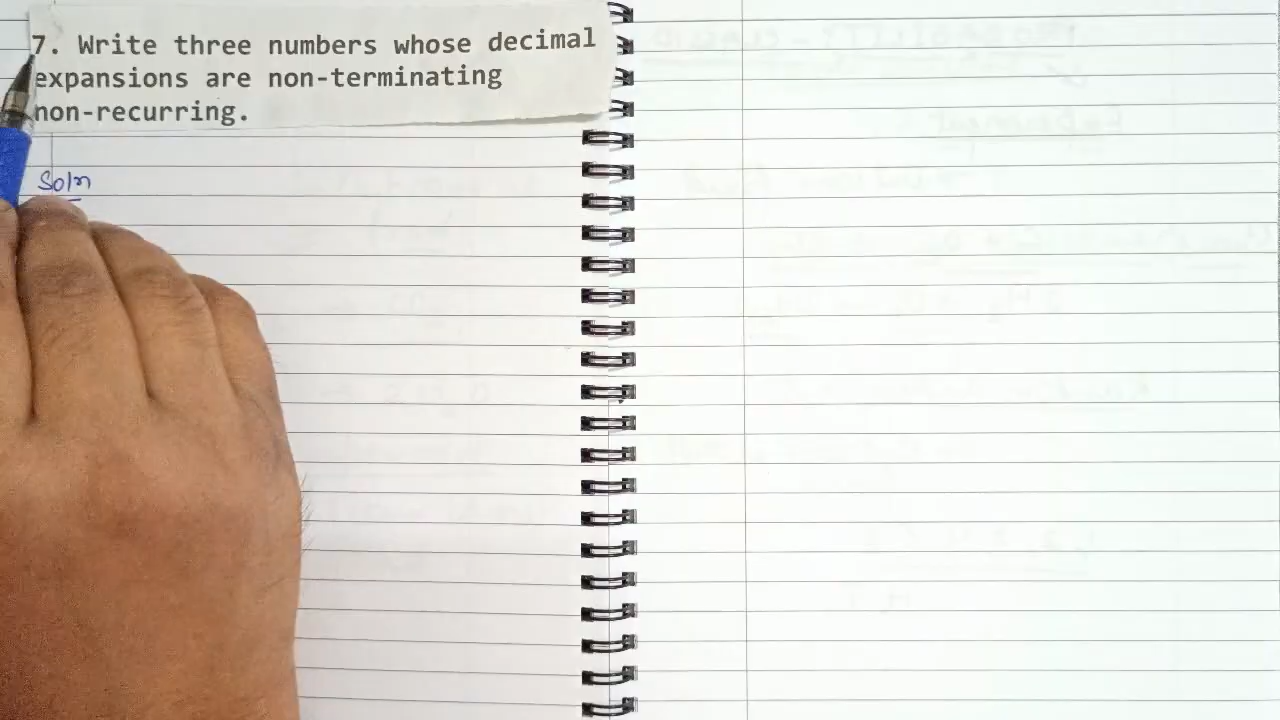 7. Write three numbers whose decimal
expansions are non-terminating
non-recurring.
Soln